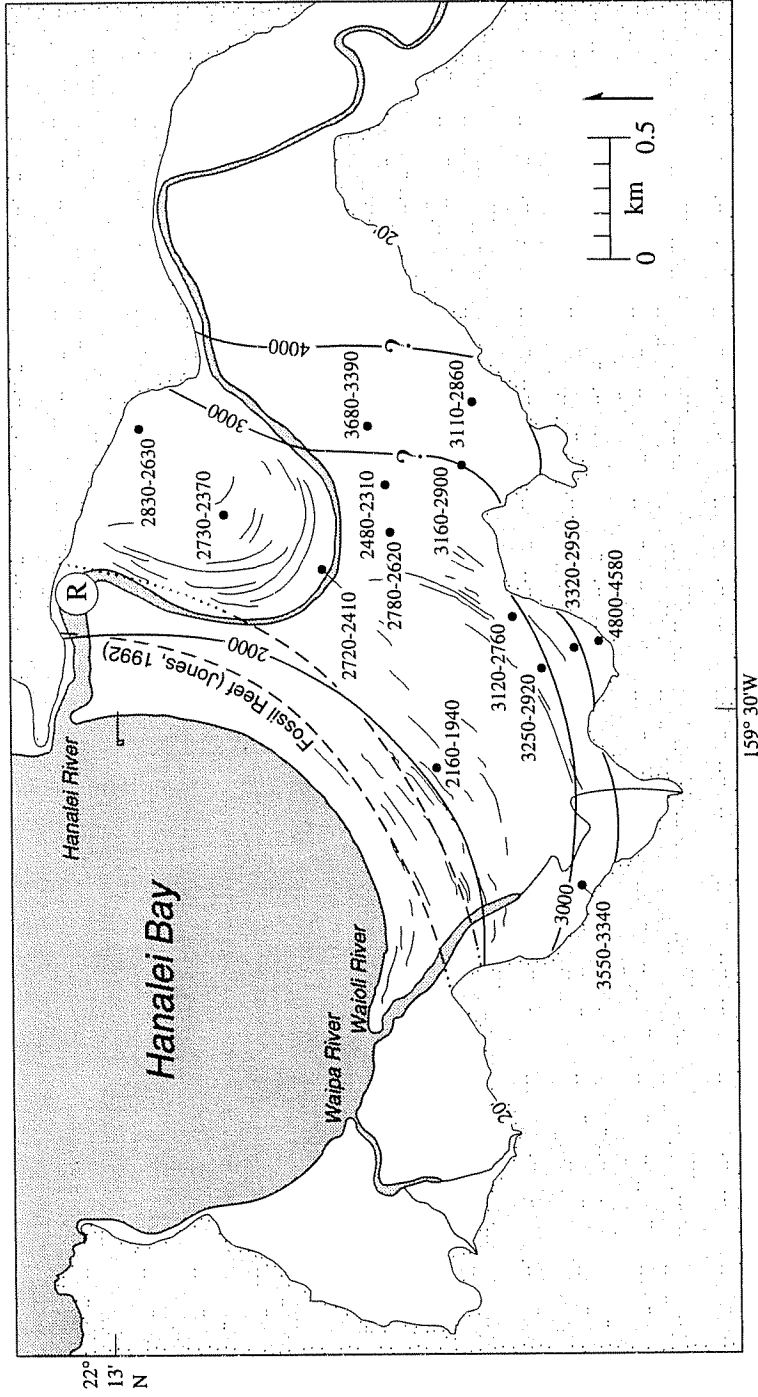 22°
13'
N
Hanalei Bay
Hanalei River
Waipa River
Waioli River
R
Fossil Reef (Jones, 1992)
2000
3000
4000
?
?
20'
20'
3000
2830-2630
2730-2370
2720-2410
3680-3390
2480-2310
2780-2620
3110-2860
3160-2900
2160-1940
3120-2760
3250-2920
3320-2950
4800-4580
3550-3340
0
0.5
km
159° 30'W